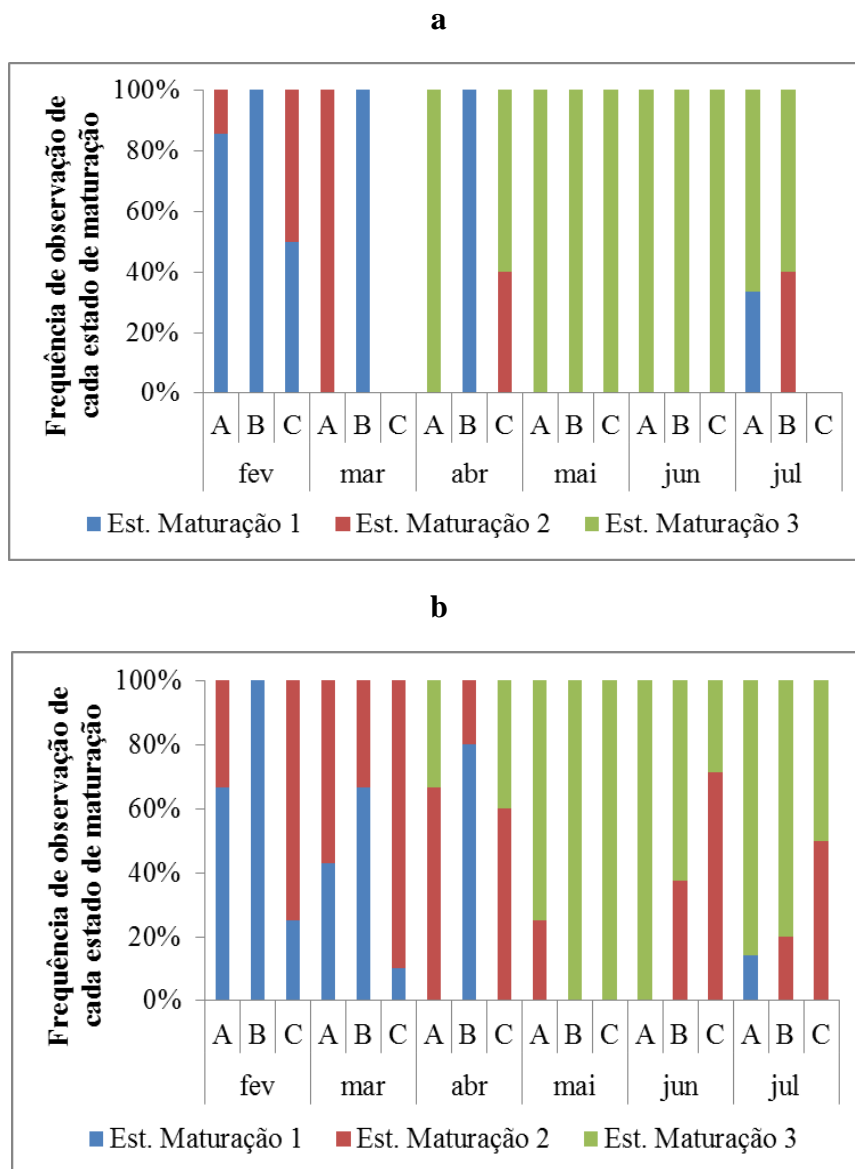 a
Frequência de observação de
cada estado de maturação
100%
80%
60%
40%
20%
0%
A B C A B C A B C A B C A B C A B C
fev mar abr mai jun jul
Est. Maturação 1 Est. Maturação 2 Est. Maturação 3
b
Frequência de observação de
cada estado de maturação
100%
80%
60%
40%
20%
0%
A B C A B C A B C A B C A B C A B C
fev mar abr mai jun jul
Est. Maturação 1 Est. Maturação 2 Est. Maturação 3